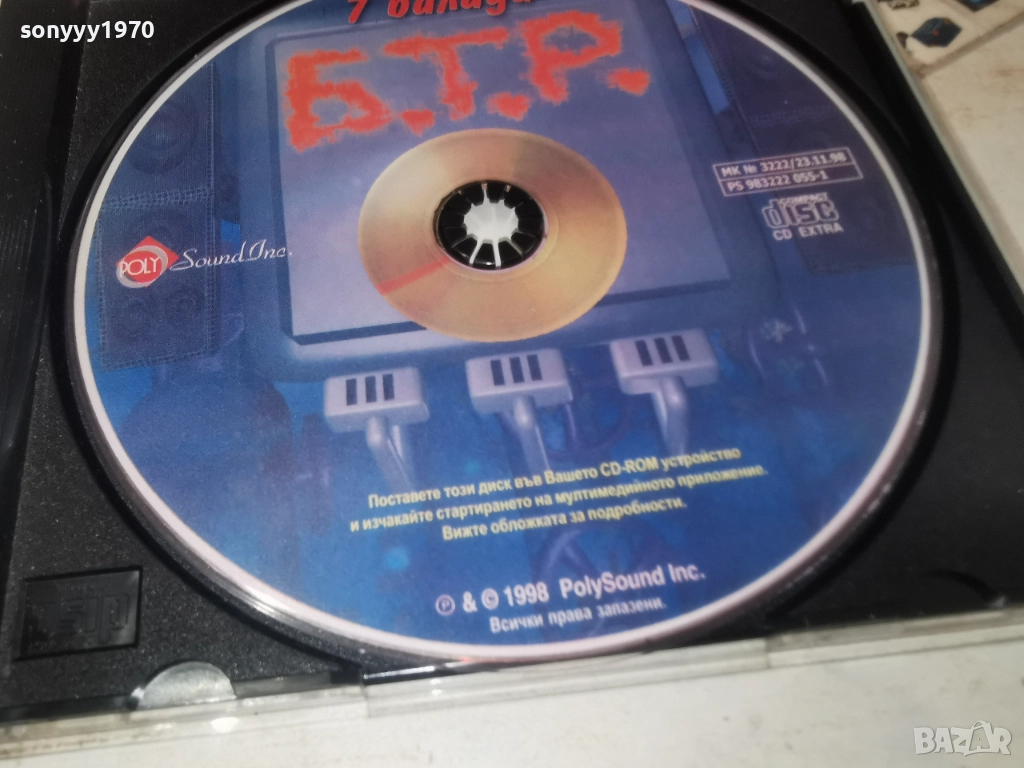 sonyyy1970
7 балади
Б.Т.Р.
МК № 3222/23.11.98
PS 983222 055-1
COMPACT
disc
CD EXTRA
POLY Sound Inc.
Поставете този диск във Вашето CD-ROM устройство
и изчакайте стартирането на мултимедийното приложение.
Вижте обложката за подробности.
℗ & © 1998 PolySound Inc.
Всички права запазени.
BAZAR